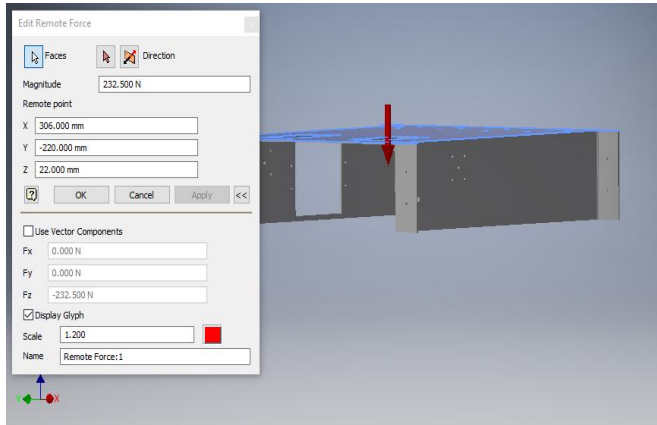 Edit Remote Force
Faces
Direction
Magnitude 232.500 N
Remote point
X 306.000 mm
Y -220.000 mm
Z 22.000 mm
OK Cancel Apply <<
Use Vector Components
Fx 0.000 N
Fy 0.000 N
Fz -232.500 N
Display Glyph
Scale 1.200
Name Remote Force:1
Y X